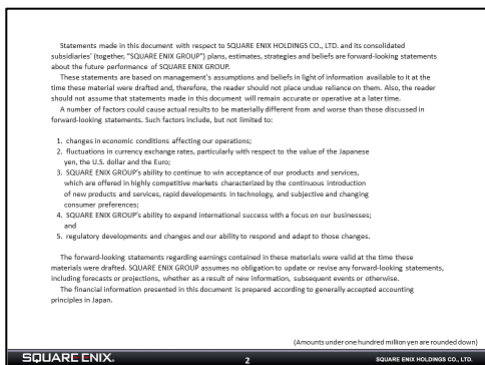 Statements made in this document with respect to SQUARE ENIX HOLDINGS CO., LTD. and its consolidated
subsidiaries' (together, "SQUARE ENIX GROUP") plans, estimates, strategies and beliefs are forward-looking statements
about the future performance of SQUARE ENIX GROUP.
These statements are based on management's assumptions and beliefs in light of information available to it at the
time these material were drafted and, therefore, the reader should not place undue reliance on them. Also, the reader
should not assume that statements made in this document will remain accurate or operative at a later time.
A number of factors could cause actual results to be materially different from and worse than those discussed in
forward-looking statements. Such factors include, but not limited to:
1. changes in economic conditions affecting our operations;
2. fluctuations in currency exchange rates, particularly with respect to the value of the Japanese
yen, the U.S. dollar and the Euro;
3. SQUARE ENIX GROUP's ability to continue to win acceptance of our products and services,
which are offered in highly competitive markets characterized by the continuous introduction
of new products and services, rapid developments in technology, and subjective and changing
consumer preferences;
4. SQUARE ENIX GROUP's ability to expand international success with a focus on our businesses;
and
5. regulatory developments and changes and our ability to respond and adapt to those changes.
The forward-looking statements regarding earnings contained in these materials were valid at the time these
materials were drafted. SQUARE ENIX GROUP assumes no obligation to update or revise any forward-looking statements,
including forecasts or projections, whether as a result of new information, subsequent events or otherwise.
The financial information presented in this document is prepared according to generally accepted accounting
principles in Japan.
(Amounts under one hundred million yen are rounded down)
SQUARE ENIX. 2 SQUARE ENIX HOLDINGS CO., LTD.